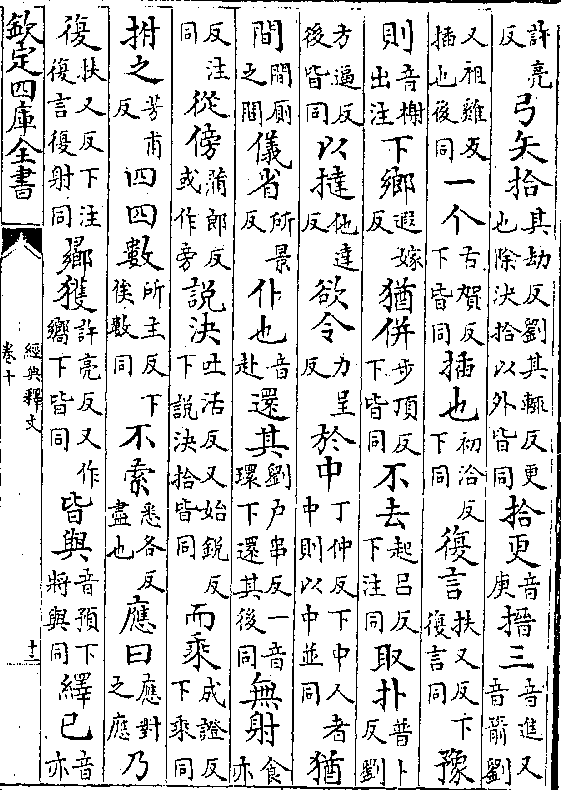 許亮反弓矢拾其劫反劉其輒反更也除決拾以外皆同拾更音庚搢三音進又音箭劉
又祖雞反插也後同一个古賀反下皆同插也初洽反下同復言扶又反下復言同豫
則音榭出注下鄉遐嫁反猶併步頂反下皆同不去起呂反下注同取扑普卜反劉
方遍反後皆同以撻他達反欲令力呈反於中丁仲反下中人者中則以中並同猶
間間廁之間儀省所景反仆也音赴還其劉戶串反一音環下還其後同無射食亦
反注同從傍蒲郎反或作旁說決吐活反又始銳反下說決拾皆同而乘成證反下乘同
拊之芳甫反四四數所主反下俟數同不索悉各反盡也應曰應對之應乃
復扶又反下注復言復射同鄉獲許亮反又作嚮下皆同皆與音預下將與同繹已音亦
欽定四庫全書
經典釋文
卷十
十二